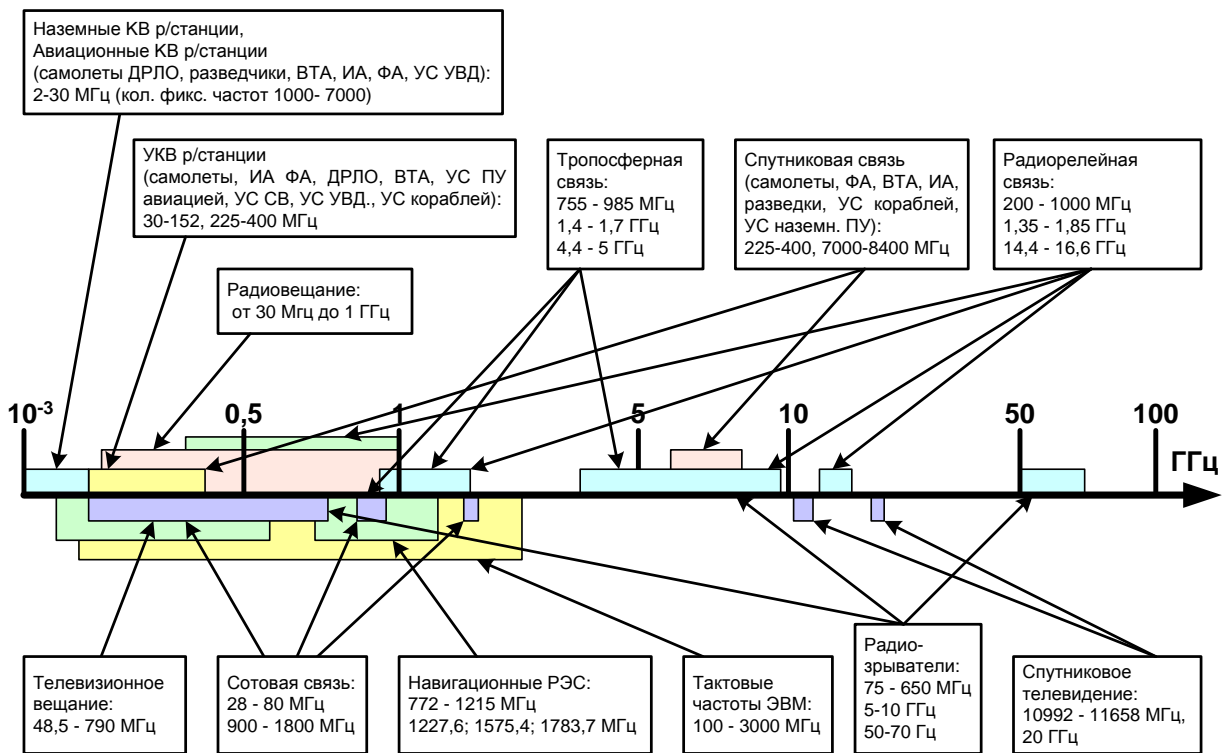 Наземные КВ р/станции,
Авиационные КВ р/станции
(самолеты ДРЛО, разведчики, ВТА, ИА, ФА, УС УВД):
2-30 МГц (кол. фикс. частот 1000- 7000)
УКВ р/станции
(самолеты, ИА ФА, ДРЛО, ВТА, УС ПУ
авиацией, УС СВ, УС УВД., УС кораблей):
30-152, 225-400 МГц
Тропосферная
связь:
755 - 985 МГц
1,4 - 1,7 ГГц
4,4 - 5 ГГц
Спутниковая связь
(самолеты, ФА, ВТА, ИА,
разведки, УС кораблей,
УС наземн. ПУ):
225-400, 7000-8400 МГц
Радиорелейная
связь:
200 - 1000 МГц
1,35 - 1,85 ГГц
14,4 - 16,6 ГГц
Радиовещание:
от 30 Мгц до 1 ГГц
10-3 0,5 1 5 10 50 100
ГГц
Телевизионное
вещание:
48,5 - 790 МГц
Сотовая связь:
28 - 80 МГц
900 - 1800 МГц
Навигационные РЭС:
772 - 1215 МГц
1227,6; 1575,4; 1783,7 МГц
Тактовые
частоты ЭВМ:
100 - 3000 МГц
Радио-
зрыватели:
75 - 650 МГц
5-10 ГГц
50-70 Гц
Спутниковое
телевидение:
10992 - 11658 МГц,
20 ГГц